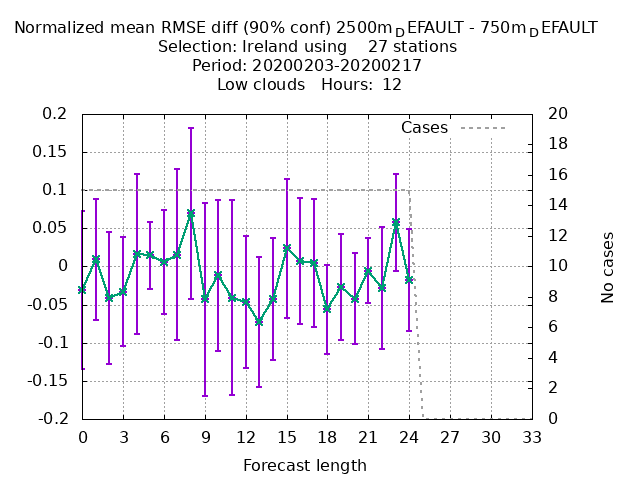 Normalized mean RMSE diff (90% conf) 2500m_DEFAULT - 750m_DEFAULT
Selection: Ireland using 27 stations
Period: 20200203-20200217
Low clouds Hours: 12
Cases
0.2
0.15
0.1
0.05
0
-0.05
-0.1
-0.15
-0.2
20
18
16
14
12
10
8
6
4
2
0
No cases
0 3 6 9 12 15 18 21 24 27 30 33
Forecast length